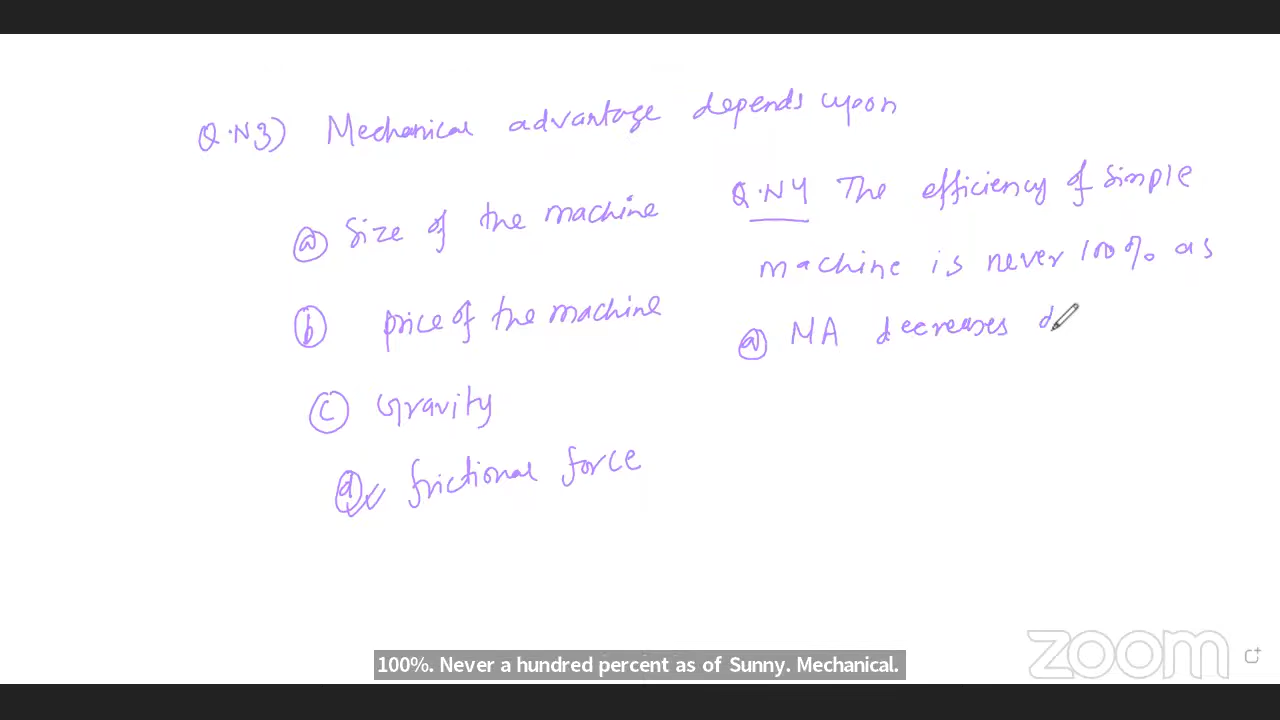 Q.N3) Mechanical advantage depends upon
(a) Size of the machine
(b) price of the machine
(c) Gravity
(d) frictional force
Q.N4 The efficiency of simple
machine is never 100% as
(a) MA decreases d
100%. Never a hundred percent as of Sunny. Mechanical.
zoom